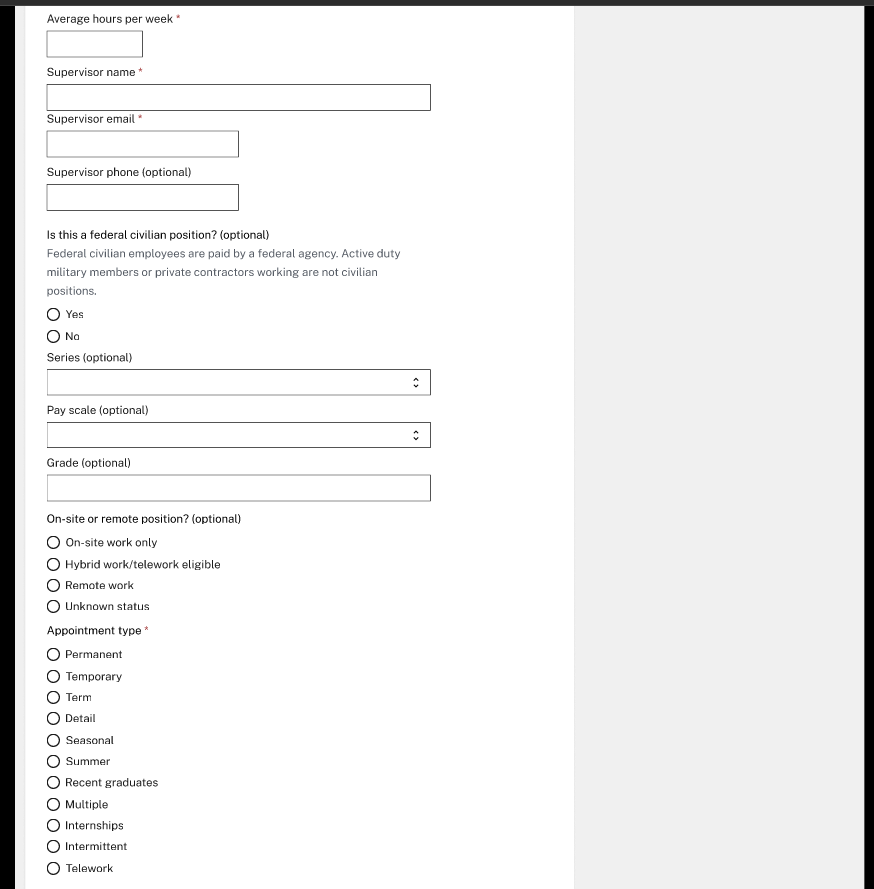 Average hours per week *
Supervisor name *
Supervisor email *
Supervisor phone (optional)
Is this a federal civilian position? (optional)
Federal civilian employees are paid by a federal agency. Active duty
military members or private contractors working are not civilian
positions.
Yes
No
Series (optional)
Pay scale (optional)
Grade (optional)
On-site or remote position? (optional)
On-site work only
Hybrid work/telework eligible
Remote work
Unknown status
Appointment type *
Permanent
Temporary
Term
Detail
Seasonal
Summer
Recent graduates
Multiple
Internships
Intermittent
Telework